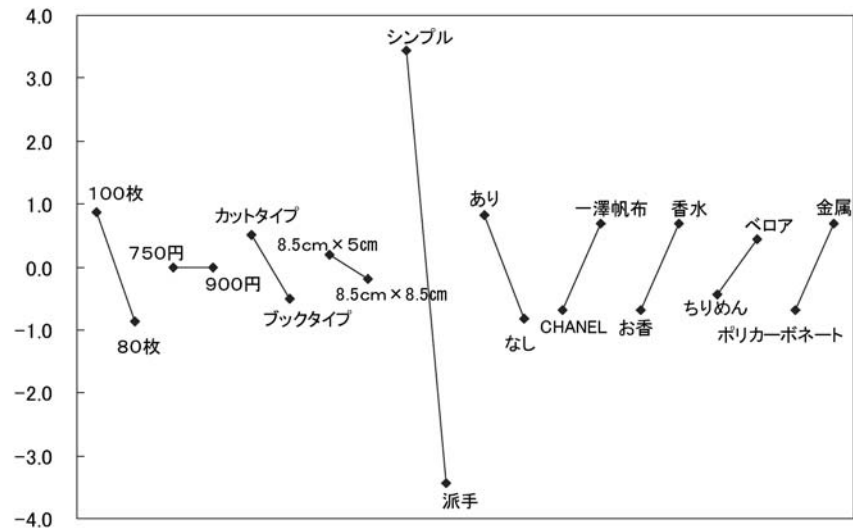 4.0
3.0
2.0
1.0
0.0
-1.0
-2.0
-3.0
-4.0
100枚
80枚
750円
900円
カットタイプ
ブックタイプ
8.5cm×5㎝
8.5cm×8.5㎝
シンプル
派手
あり
なし
CHANEL
一澤帆布
お香
香水
ちりめん
ベロア
ポリカーボネート
金属